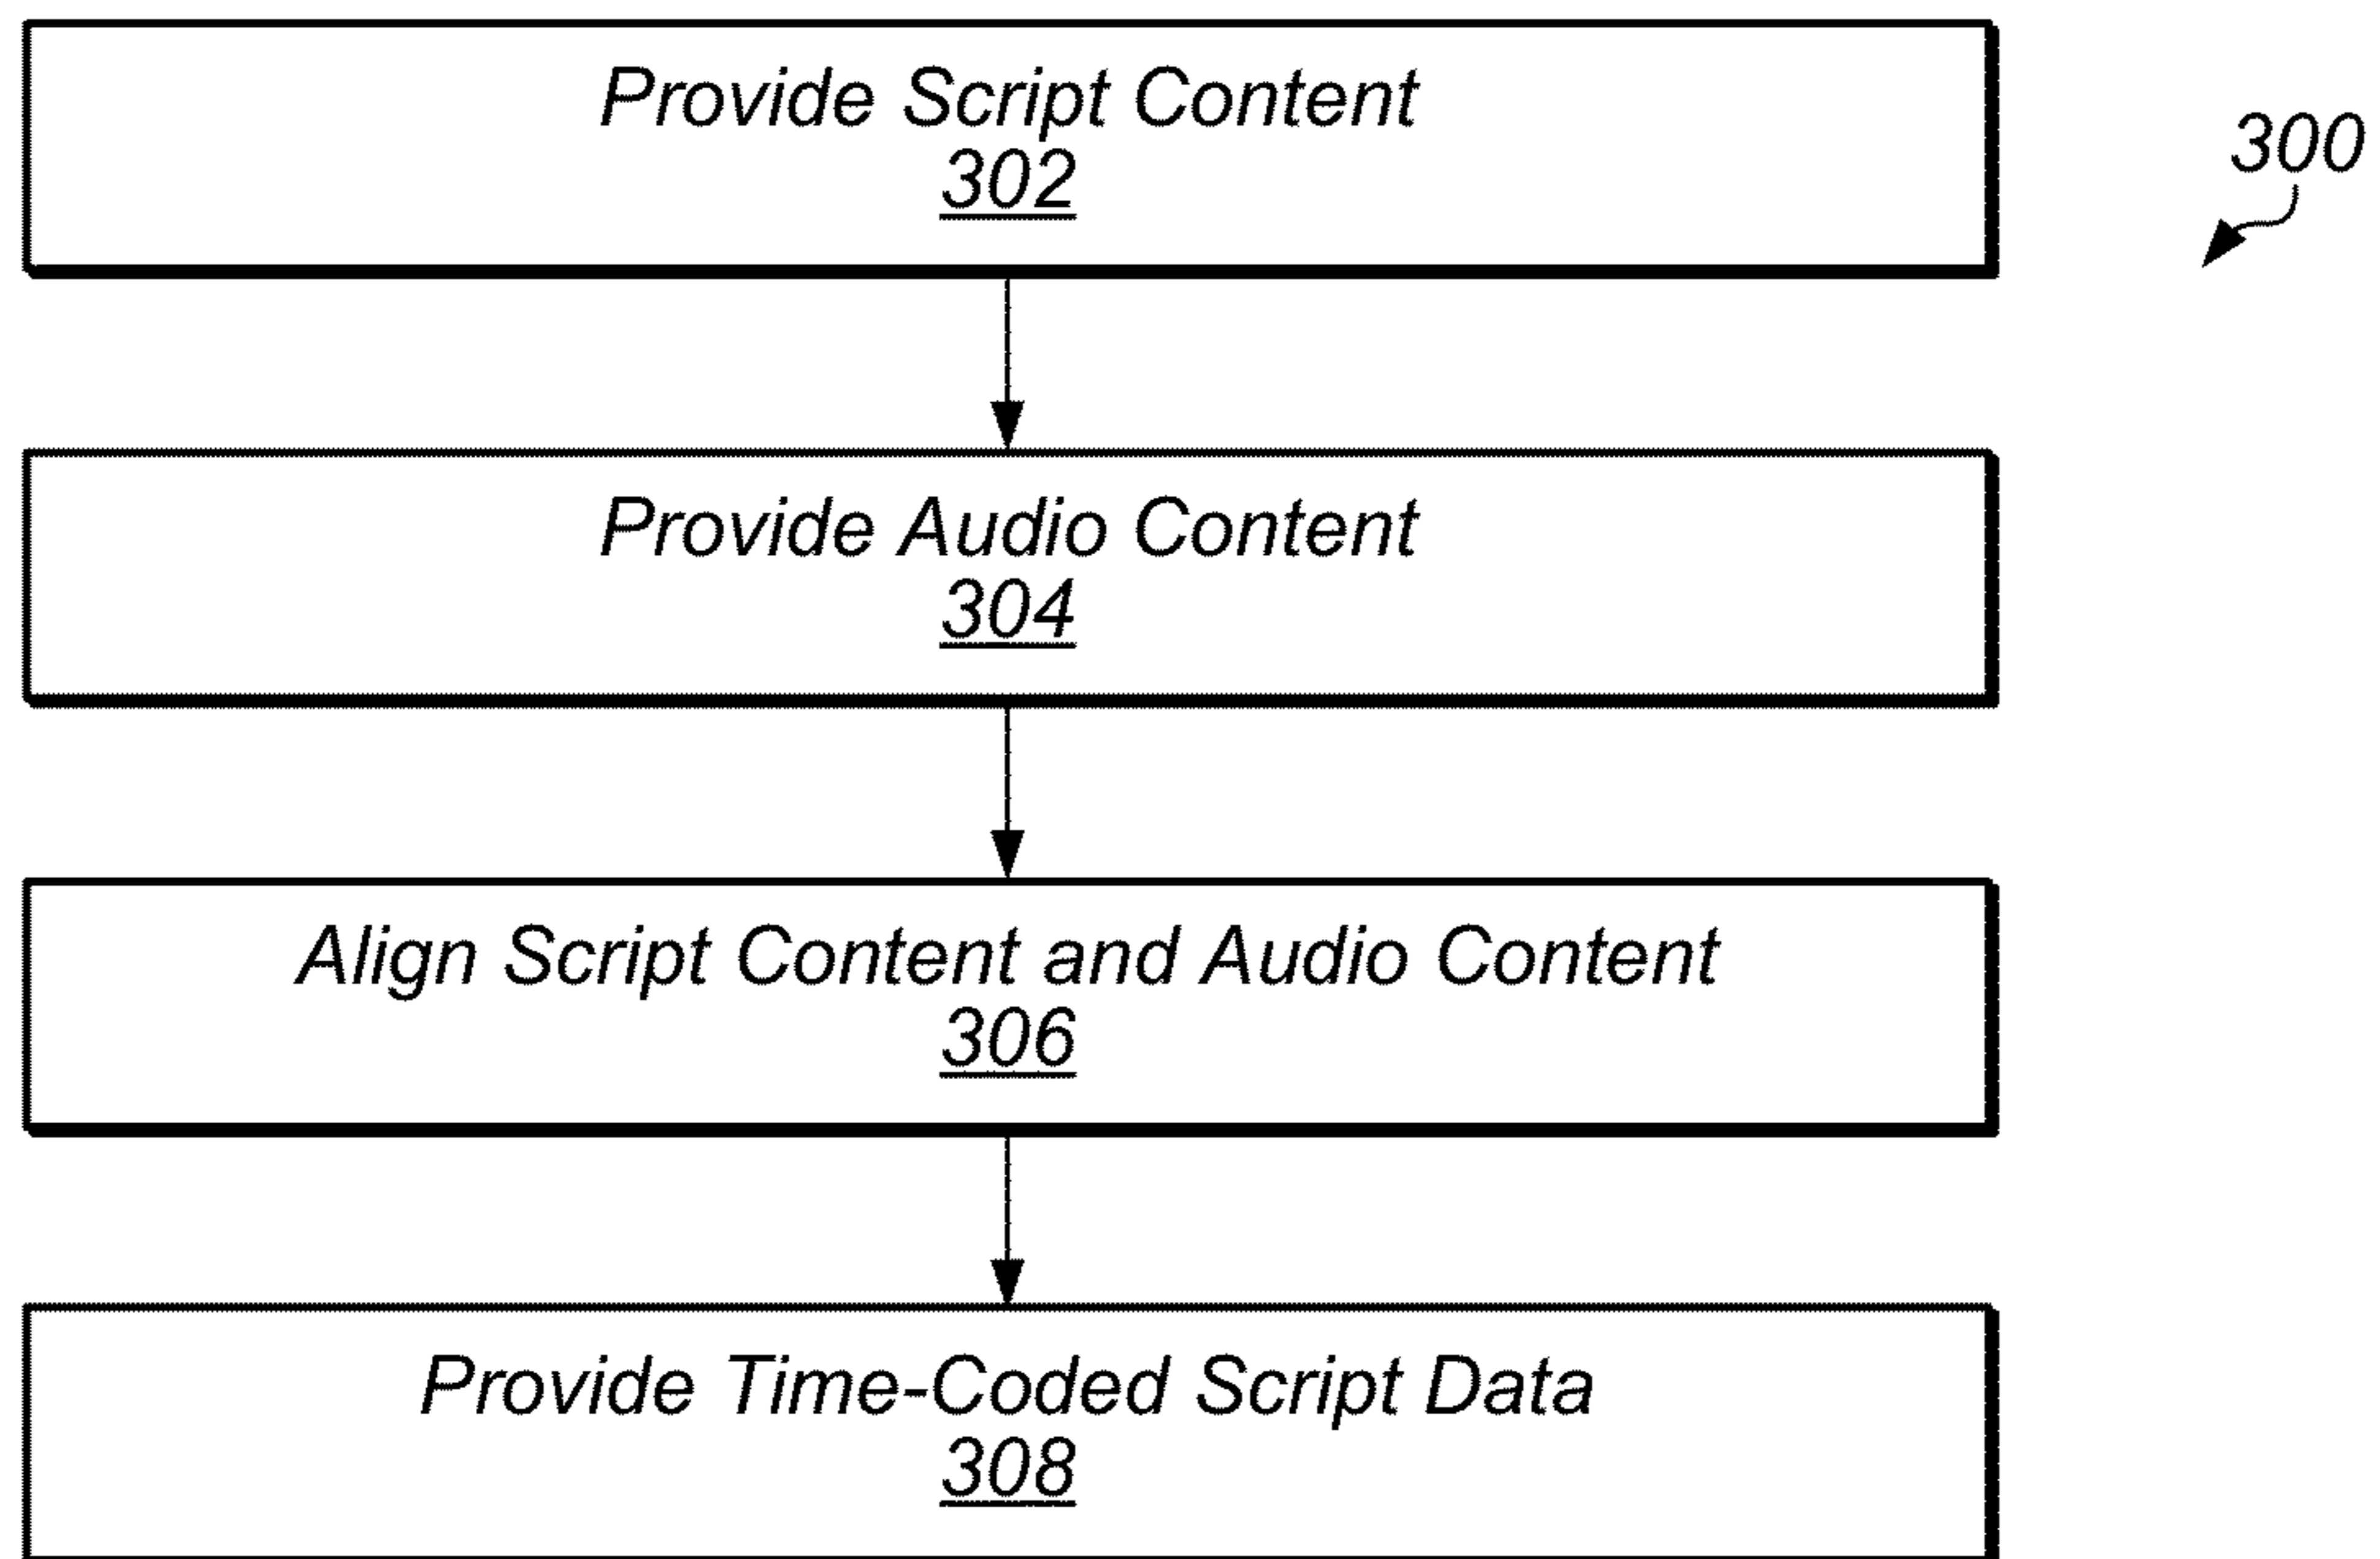 Provide Script Content
302
300
Provide Audio Content
304
Align Script Content and Audio Content
306
Provide Time-Coded Script Data
308